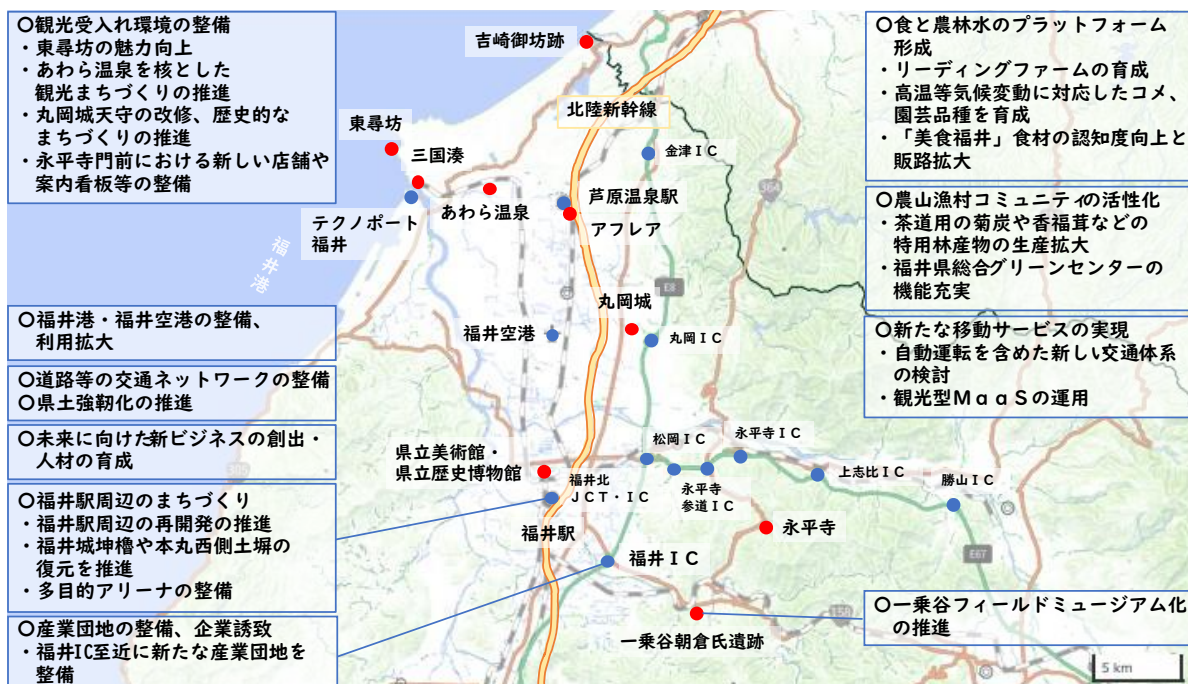 〇観光受入れ環境の整備
・東尋坊の魅力向上
・あわら温泉を核とした
観光まちづくりの推進
・丸岡城天守の改修、歴史的な
まちづくりの推進
・永平寺門前における新しい店舗や
案内看板等の整備
〇福井港・福井空港の整備、
利用拡大
〇道路等の交通ネットワークの整備
〇県土強靭化の推進
〇未来に向けた新ビジネスの創出・
人材の育成
〇福井駅周辺のまちづくり
・福井駅周辺の再開発の推進
・福井城坤櫓や本丸西側土塀の
復元を推進
・多目的アリーナの整備
〇産業団地の整備、企業誘致
・福井IC至近に新たな産業団地を
整備
吉崎御坊跡
北陸新幹線
東尋坊
三国湊
金津IC
364
あわら温泉
芦原温泉駅
アフレア
テクノポート
福井
福井港
E8
丸岡城
福井空港
丸岡IC
305
県立美術館・
県立歴史博物館
松岡IC
永平寺IC
福井北
JCT・IC
永平寺
参道IC
上志比IC
勝山IC
福井駅
永平寺
福井IC
E67
158
一乗谷朝倉氏遺跡
〇食と農林水のプラットフォーム
形成
・リーディングファームの育成
・高温等気候変動に対応したコメ、
園芸品種を育成
・「美食福井」食材の認知度向上と
販路拡大
〇農山漁村コミュニティの活性化
・茶道用の菊炭や香福茸などの
特用林産物の生産拡大
・福井県総合グリーンセンターの
機能充実
〇新たな移動サービスの実現
・自動運転を含めた新しい交通体系
の検討
・観光型MaaSの運用
〇一乗谷フィールドミュージアム化
の推進
5 km